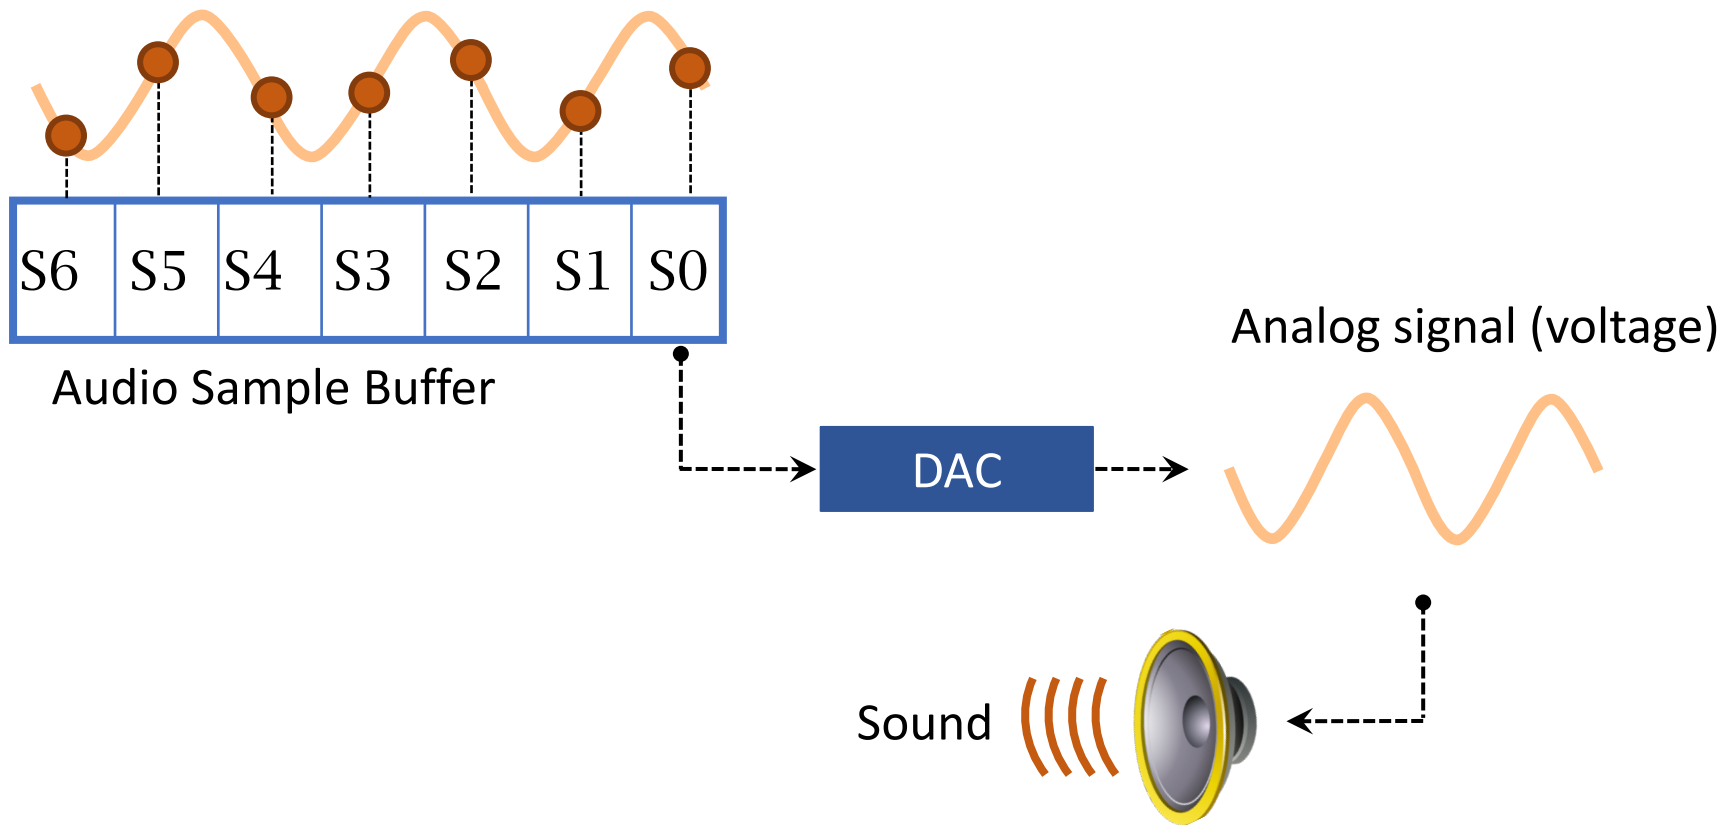 S6 S5 S4 S3 S2 S1 S0
Audio Sample Buffer
Analog signal (voltage)
DAC
Sound